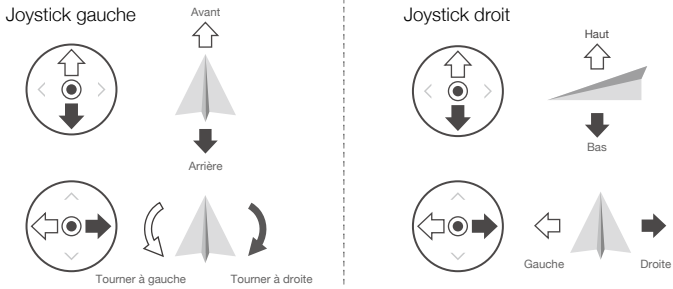 Joystick gauche
Avant
Arrière
Tourner à gauche
Tourner à droite
Joystick droit
Haut
Bas
Gauche
Droite